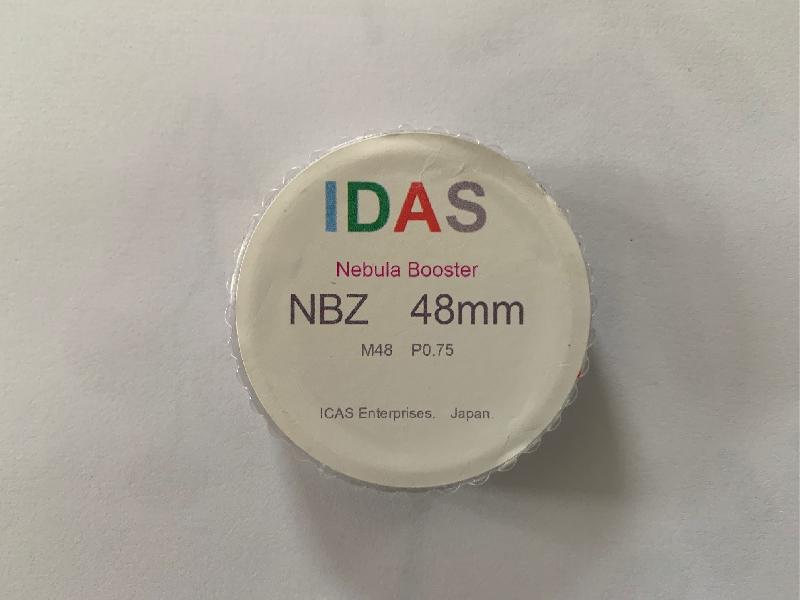 IDAS
Nebula Booster
NBZ 48mm
M48 P0.75
ICAS Enterprises. Japan.